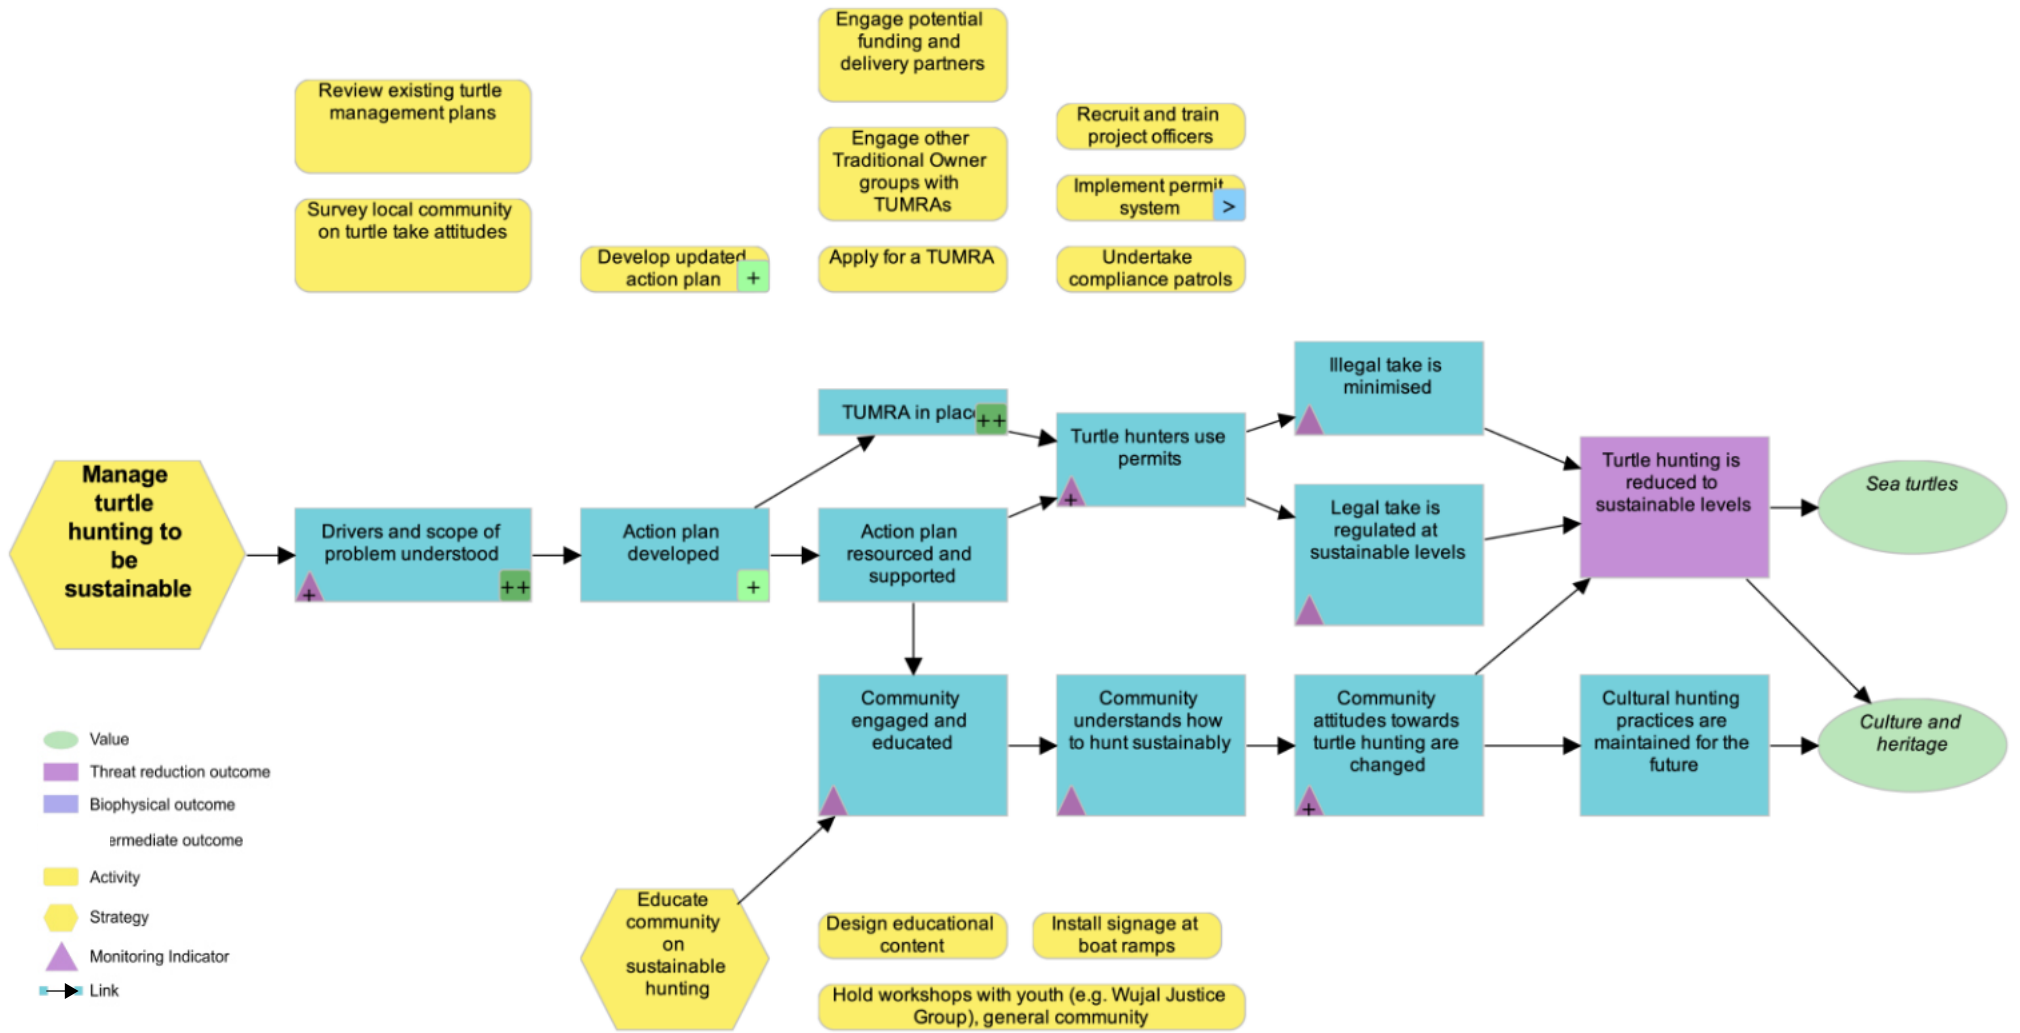 Engage potential
funding and
delivery partners
Review existing turtle
management plans
Recruit and train
project officers
Engage other
Traditional Owner
groups with
TUMRAs
Implement permit
system
>
Survey local community
on turtle take attitudes
Develop updated
action plan
+
Apply for a TUMRA
Undertake
compliance patrols
Illegal take is
minimised
TUMRA in place
++
Turtle hunters use
permits
+
Manage
turtle
hunting to
be
sustainable
Drivers and scope of
problem understood
+
++
Action plan
developed
+
Action plan
resourced and
supported
Legal take is
regulated at
sustainable levels
Turtle hunting is
reduced to
sustainable levels
Sea turtles
Community
engaged and
educated
Community
understands how
to hunt sustainably
Community
attitudes towards
turtle hunting are
changed
+
Cultural hunting
practices are
maintained for the
future
Culture and
heritage
Value
Threat reduction outcome
Biophysical outcome
ermediate outcome
Activity
Strategy
Monitoring Indicator
Link
Educate
community
on
sustainable
hunting
Design educational
content
Install signage at
boat ramps
Hold workshops with youth (e.g. Wujal Justice
Group), general community